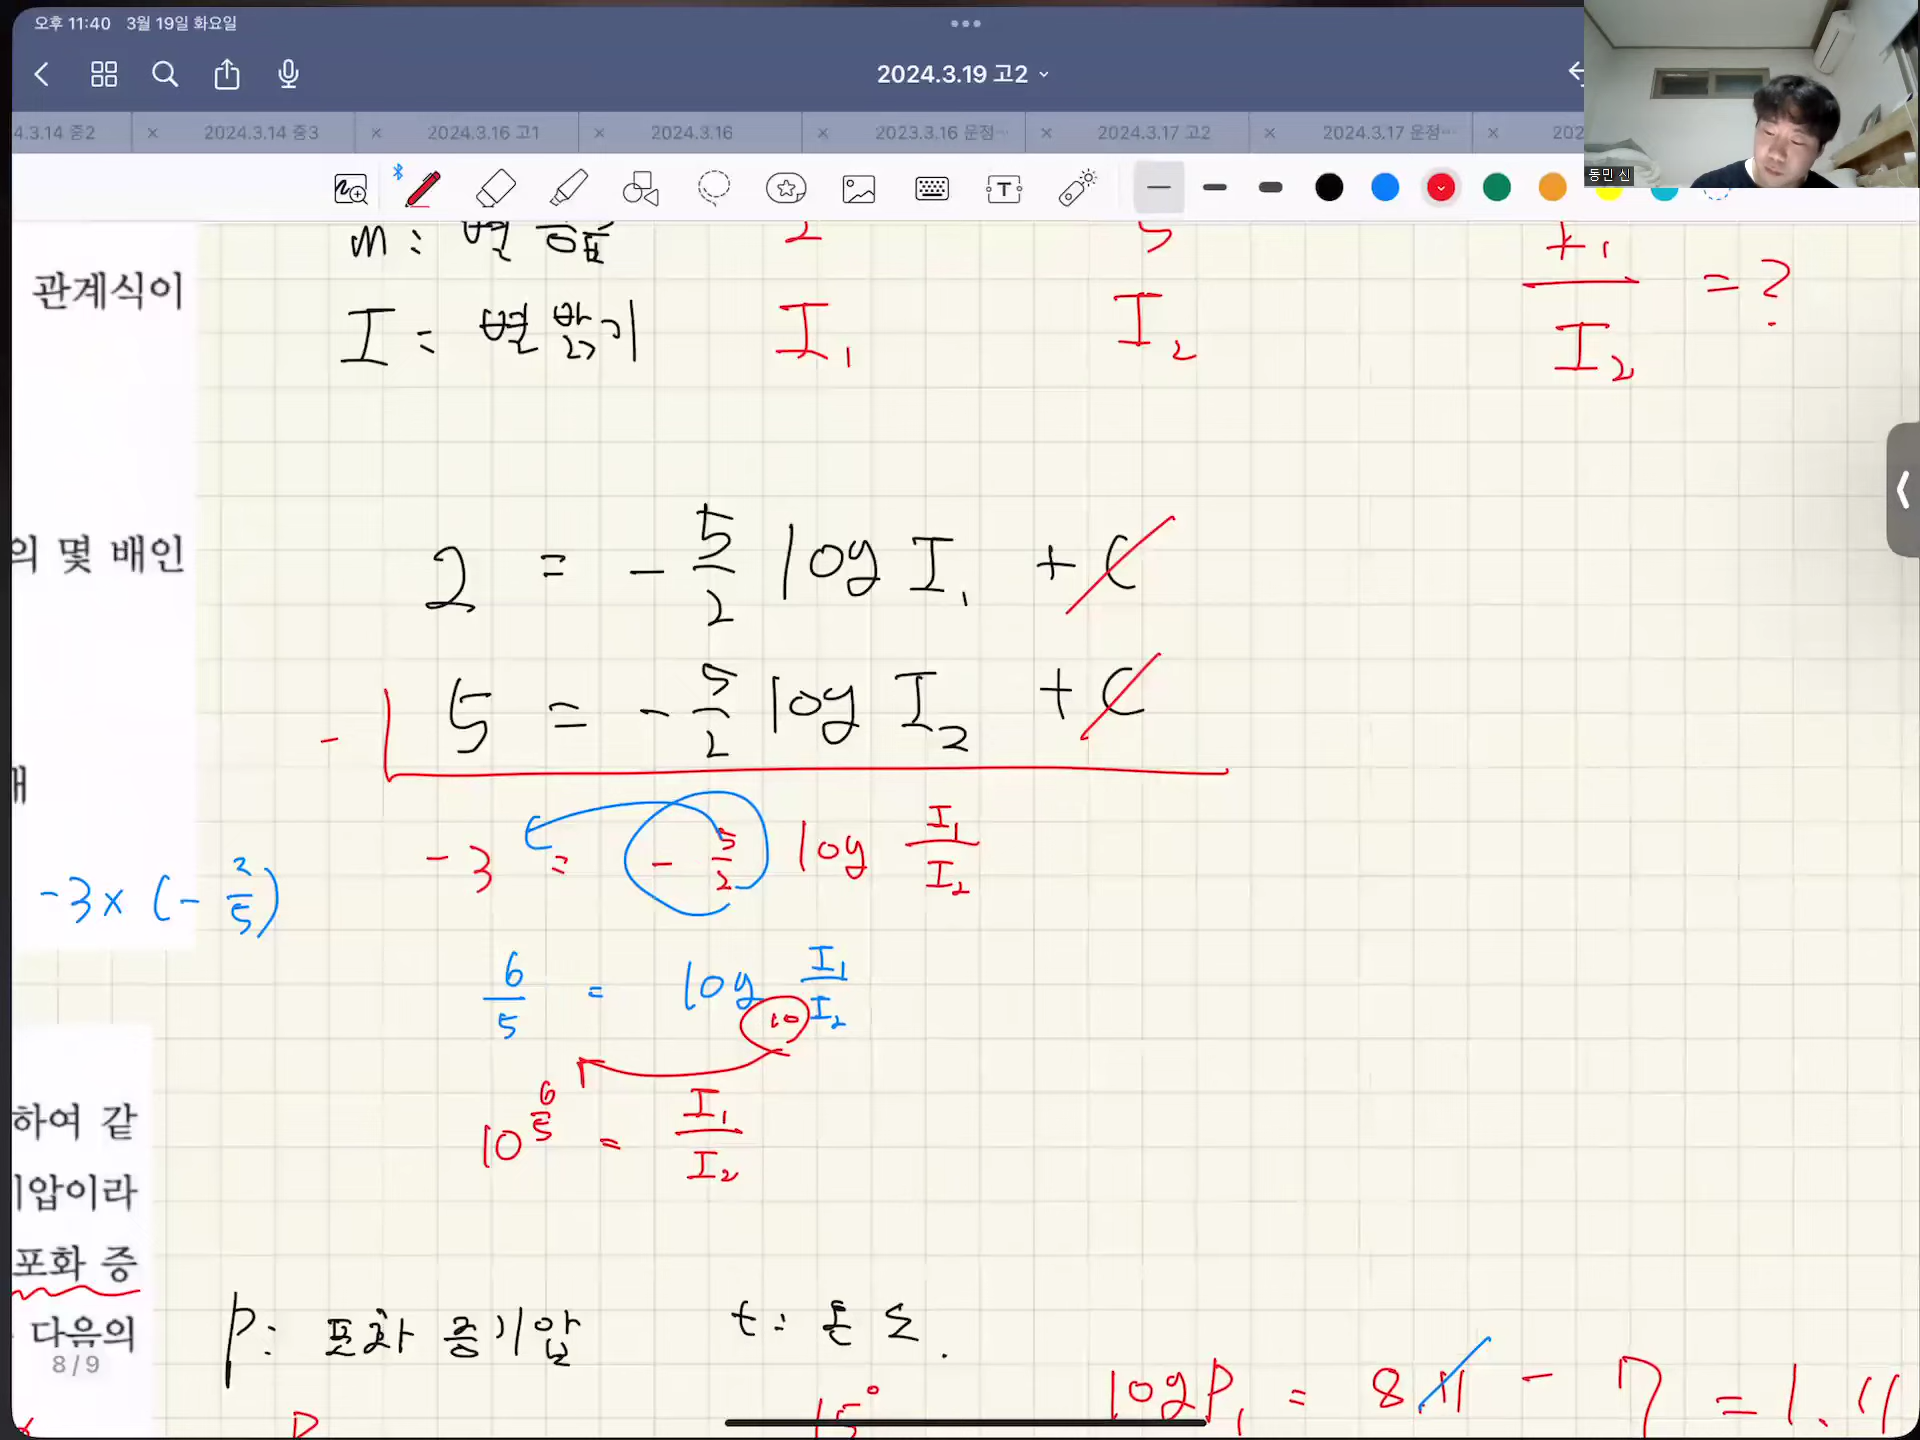 오후 11:40 3월 19일 화요일
2024.3.19 고2
4.3.14 중2 × 2024.3.14 중3 × 2024.3.16 고1 × 2024.3.16 × 2023.3.16 운정… × 2024.3.17 고2 × 2024.3.17 운정… × 202
동민 신
m : 별 등급 2 5
관계식이
I = 별 밝기 I₁ I₂
/I₂ = ?
의 몇 배인
2 = - 5/2 log I₁ + C
5 = - 5/2 log I₂ + C
-
-3 = - 5/2 log I₁/I₂
-3 × (- 2/5)
6/5 = log₁₀ I₁/I₂
10^6/5 = I₁/I₂
하여 같
기압이라
포화 증
다음의
8/9
P : 포화 증기압 t : 온도.
log P₁ = 8.11 - 7 = 1.11
15°